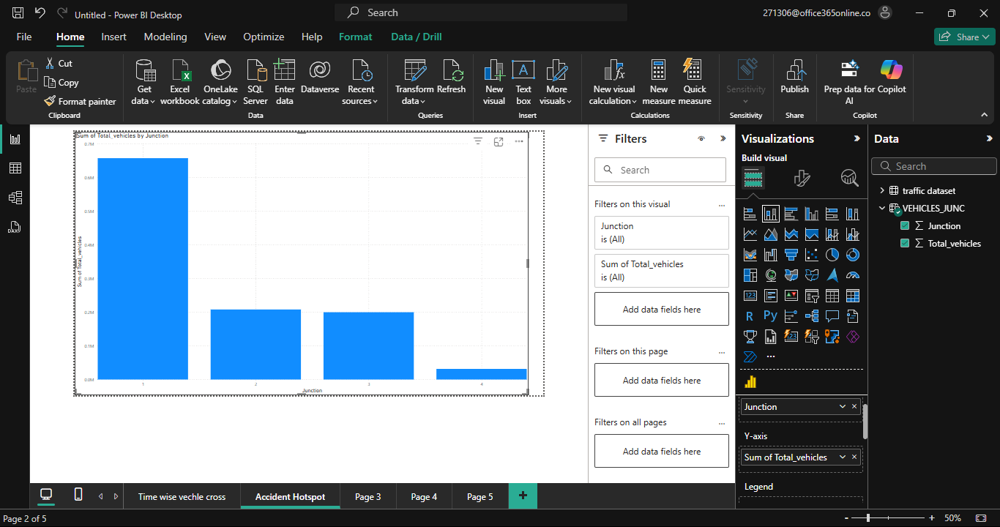 Untitled - Power BI Desktop
Search
271306@office365online.co
File
Home
Insert
Modeling
View
Optimize
Help
Format
Data / Drill
Share
Paste
Cut
Copy
Format painter
Clipboard
Get data
Excel workbook
OneLake catalog
SQL Server
Enter data
Dataverse
Recent sources
Data
Transform data
Refresh
Queries
New visual
Text box
More visuals
Insert
New visual calculation
New measure
Quick measure
Calculations
Sensitivity
Sensitivity
Publish
Share
Prep data for AI
Copilot
Copilot
Sum of Total_vehicles by Junction
0.7M
0.6M
0.5M
0.4M
0.3M
0.2M
0.1M
0.0M
Sum of Total_vehicles
1
2
3
4
Junction
Filters
Search
Filters on this visual
...
Junction
is (All)
Sum of Total_vehicles
is (All)
Add data fields here
Filters on this page
...
Add data fields here
Filters on all pages
...
Add data fields here
Visualizations
Build visual
123
R
Py
123
...
Junction
Y-axis
Sum of Total_vehicles
Legend
Data
Search
traffic dataset
VEHICLES_JUNC
Junction
Total_vehicles
DAX
Time wise vechle cross
Accident Hotspot
Page 3
Page 4
Page 5
+
Page 2 of 5
-
+
50%